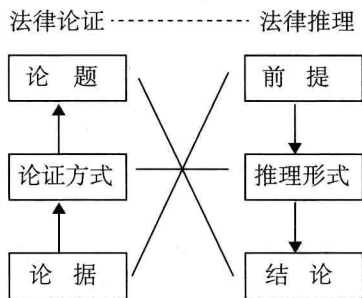 法律论证 法律推理
论 题 前 提
论证方式 推理形式
论 据 结 论